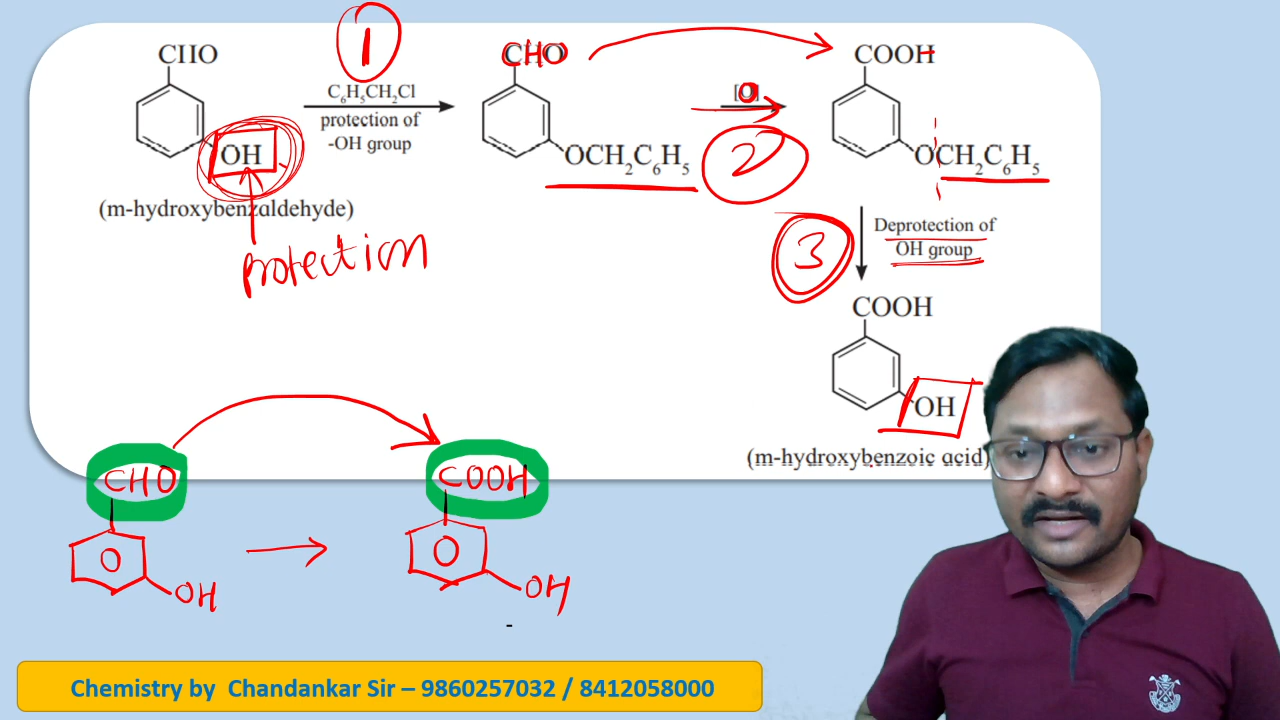 1
CHO
OH
(m-hydroxybenzaldehyde)
protection
C₆H₅CH₂Cl
protection of
-OH group
CHO
OCH₂C₆H₅
[O]
2
COOH
OCH₂C₆H₅
3
Deprotection of
OH group
COOH
OH
(m-hydroxybenzoic acid)
CHO
OH
COOH
OH
Chemistry by Chandankar Sir – 9860257032 / 8412058000